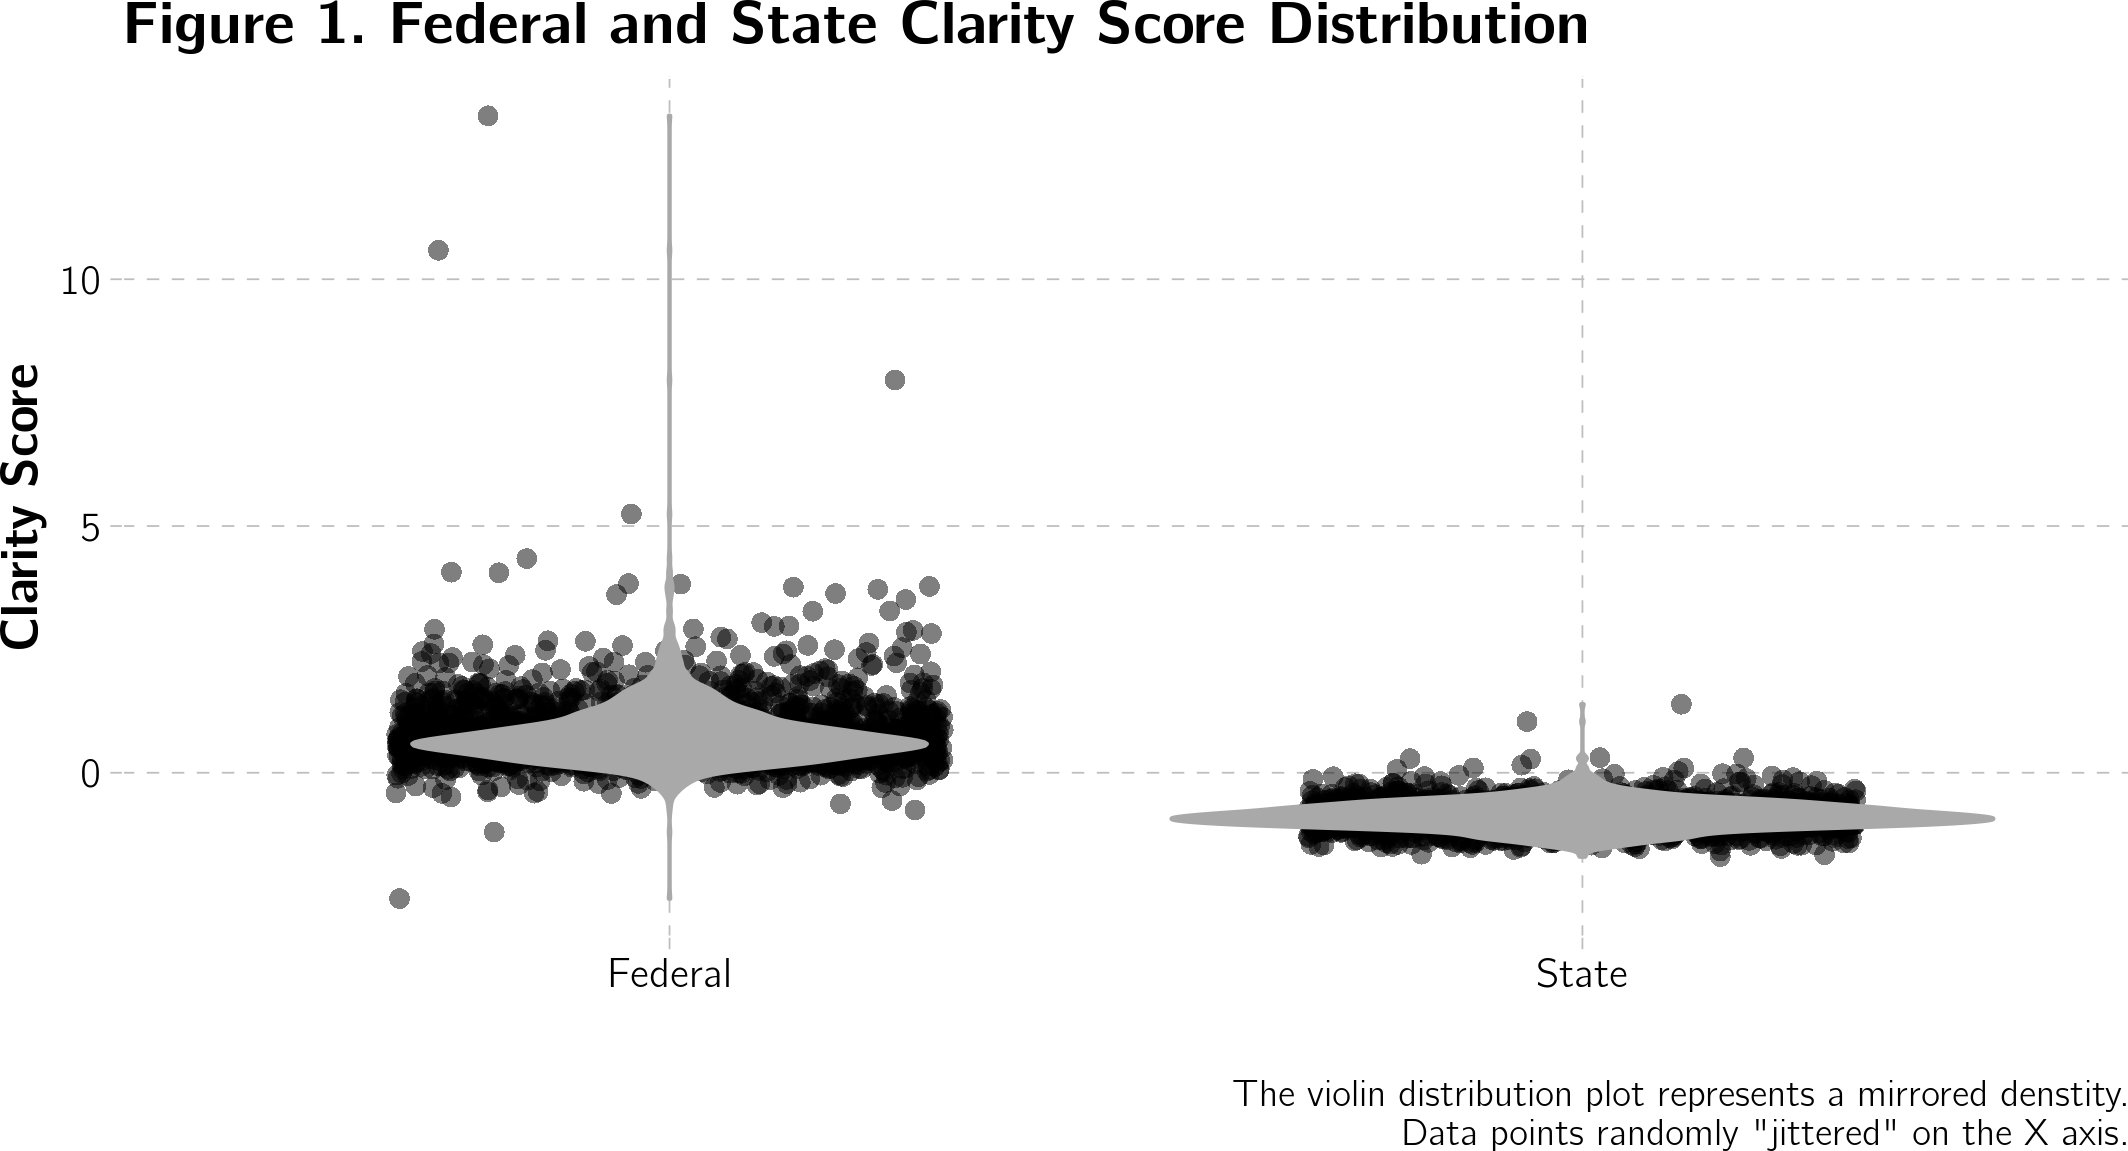 Figure 1. Federal and State Clarity Score Distribution
Clarity Score
10
5
0
Federal
State
The violin distribution plot represents a mirrored denstity.
Data points randomly "jittered" on the X axis.